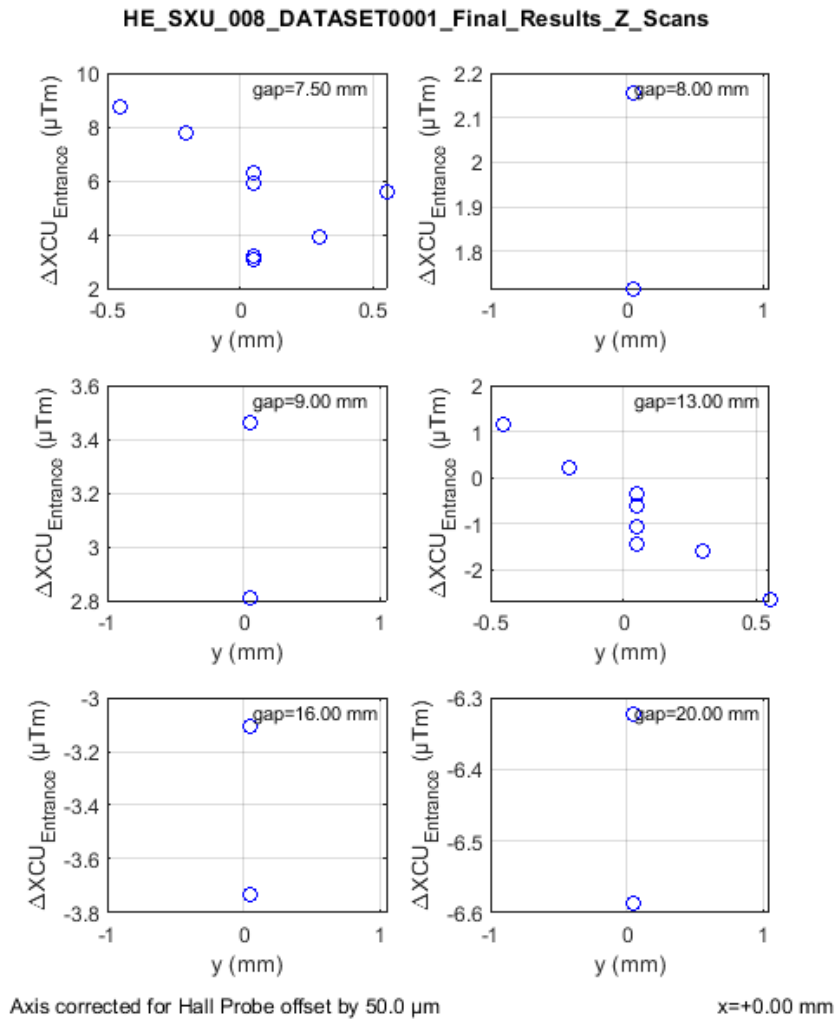 HE_SXU_008_DATASET0001_Final_Results_Z_Scans
gap=7.50 mm
ΔXCU_Entrance (μTm)
10
8
6
4
2
-0.5
0
0.5
y (mm)
gap=8.00 mm
ΔXCU_Entrance (μTm)
2.2
2.1
2
1.9
1.8
-1
0
1
y (mm)
gap=9.00 mm
ΔXCU_Entrance (μTm)
3.6
3.4
3.2
3
2.8
-1
0
1
y (mm)
gap=13.00 mm
ΔXCU_Entrance (μTm)
2
1
0
-1
-2
-0.5
0
0.5
y (mm)
gap=16.00 mm
ΔXCU_Entrance (μTm)
-3
-3.2
-3.4
-3.6
-3.8
-1
0
1
y (mm)
gap=20.00 mm
ΔXCU_Entrance (μTm)
-6.3
-6.4
-6.5
-6.6
-1
0
1
y (mm)
Axis corrected for Hall Probe offset by 50.0 μm
x=+0.00 mm